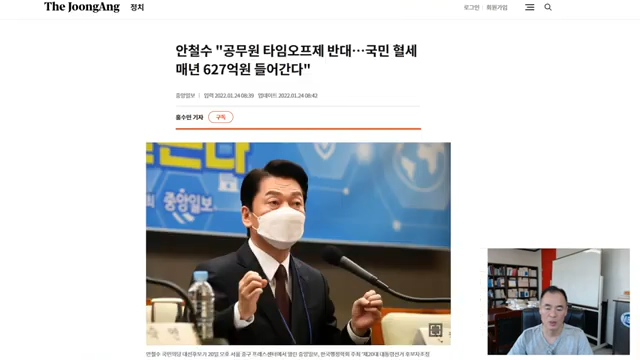 The JoongAng 정치
로그인 회원가입
안철수 "공무원 타임오프제 반대…국민 혈세
매년 627억원 들어간다"
중앙일보 | 입력 2022.01.24 08:39 업데이트 2022.01.24 08:42
홍수민 기자 구독
중앙일보
안철수 국민의당 대선후보가 20일 오후 서울 중구 프레스센터에서 열린 중앙일보, 한국행정학회 주최 '제20대 대통령선거 후보자초청